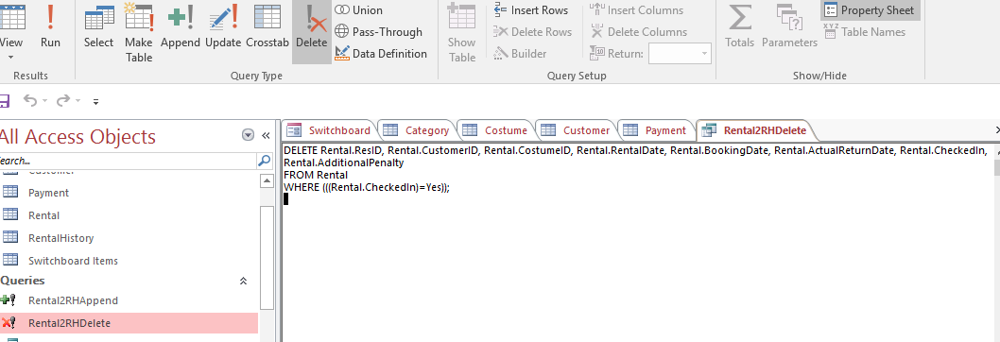 View Run Select Make Table Append Update Crosstab Delete
Union
Pass-Through
Data Definition
Show Table
Insert Rows
Delete Rows
Builder
Insert Columns
Delete Columns
Return:
Totals Parameters
Property Sheet
Table Names
Results Query Type Query Setup Show/Hide
All Access Objects
Search...
Switchboard Category Costume Customer Payment Rental2RHDelete
Customer
Payment
Rental
RentalHistory
Switchboard Items
Queries
Rental2RHAppend
Rental2RHDelete
DELETE Rental.ResID, Rental.CustomerID, Rental.CostumeID, Rental.RentalDate, Rental.BookingDate, Rental.ActualReturnDate, Rental.CheckedIn,
Rental.AdditionalPenalty
FROM Rental
WHERE (((Rental.CheckedIn)=Yes));